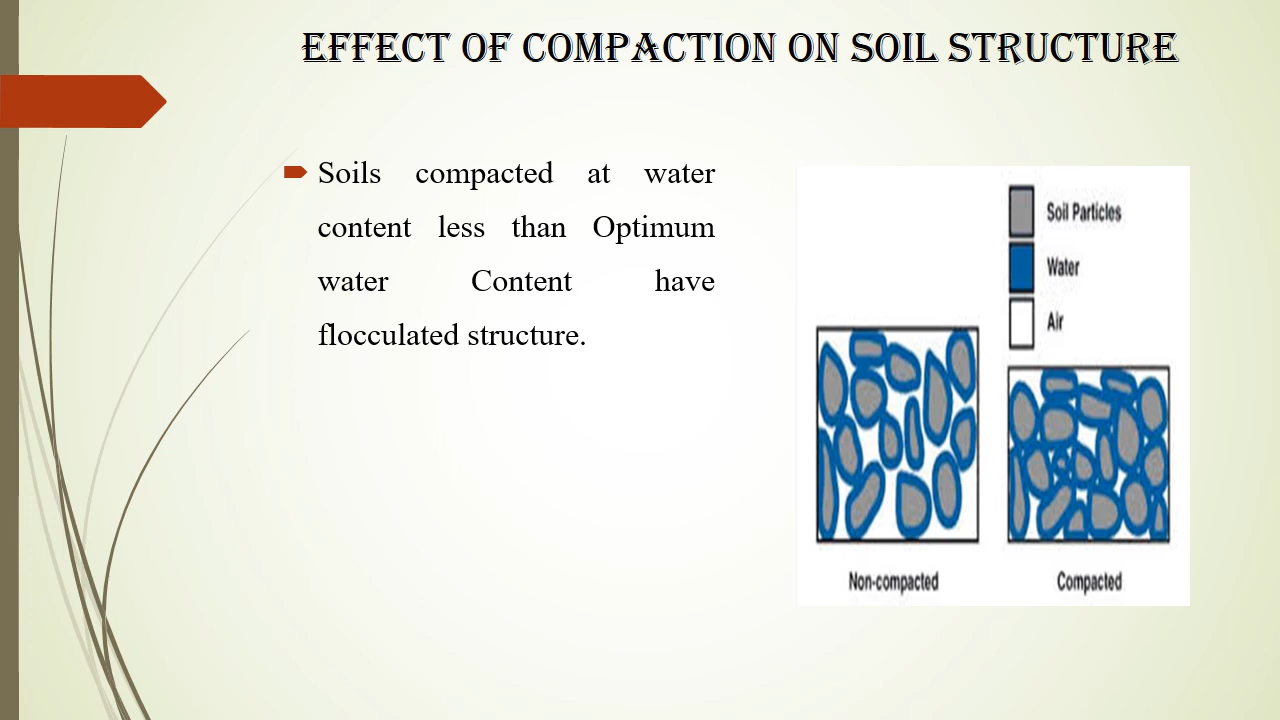 EFFECT OF COMPACTION ON SOIL STRUCTURE
Soils compacted at water
content less than Optimum
water Content have
flocculated structure.
Soil Particles
Water
Air
Non-compacted
Compacted